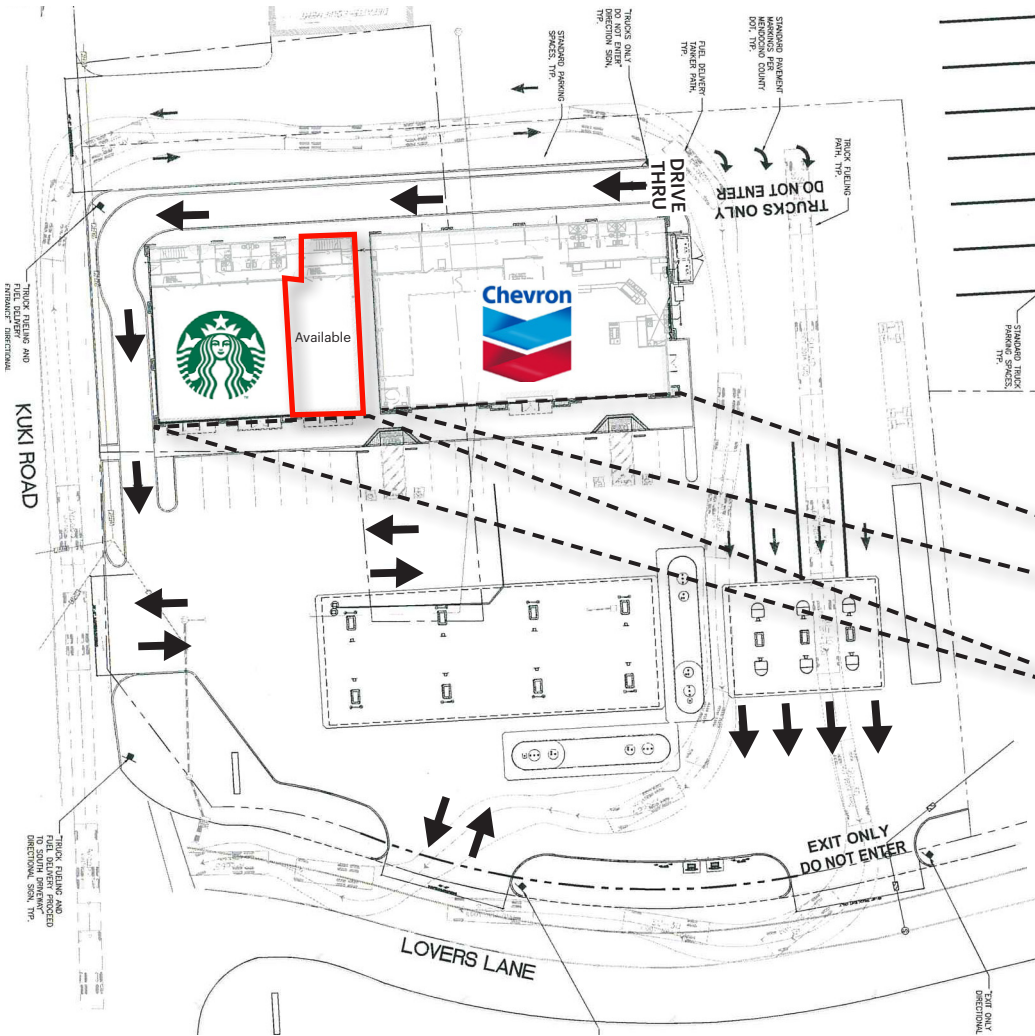 "TRUCKS ONLY
DO NOT ENTER"
DIRECTION SIGN,
TYP.
STANDARD PARKING
SPACES, TYP.
STANDARD PAVEMENT
MARKINGS PER
MENDOCINO COUNTY
DOT, TYP.
FUEL DELIVERY
TANKER PATH,
TYP.
TRUCK FUELING
PATH, TYP.
DRIVE
THRU
TRUCKS ONLY
DO NOT ENTER
STANDARD TRUCK
PARKING SPACES,
TYP.
Chevron
Available
"TRUCK FUELING AND
FUEL DELIVERY
ENTRANCE" DIRECTIONAL
KUKI ROAD
"TRUCK FUELING AND
FUEL DELIVERY PROCEED
TO SOUTH DRIVEWAY"
DIRECTIONAL SIGN, TYP.
EXIT ONLY
DO NOT ENTER
LOVERS LANE
"EXIT ONLY
DIRECTIONAL